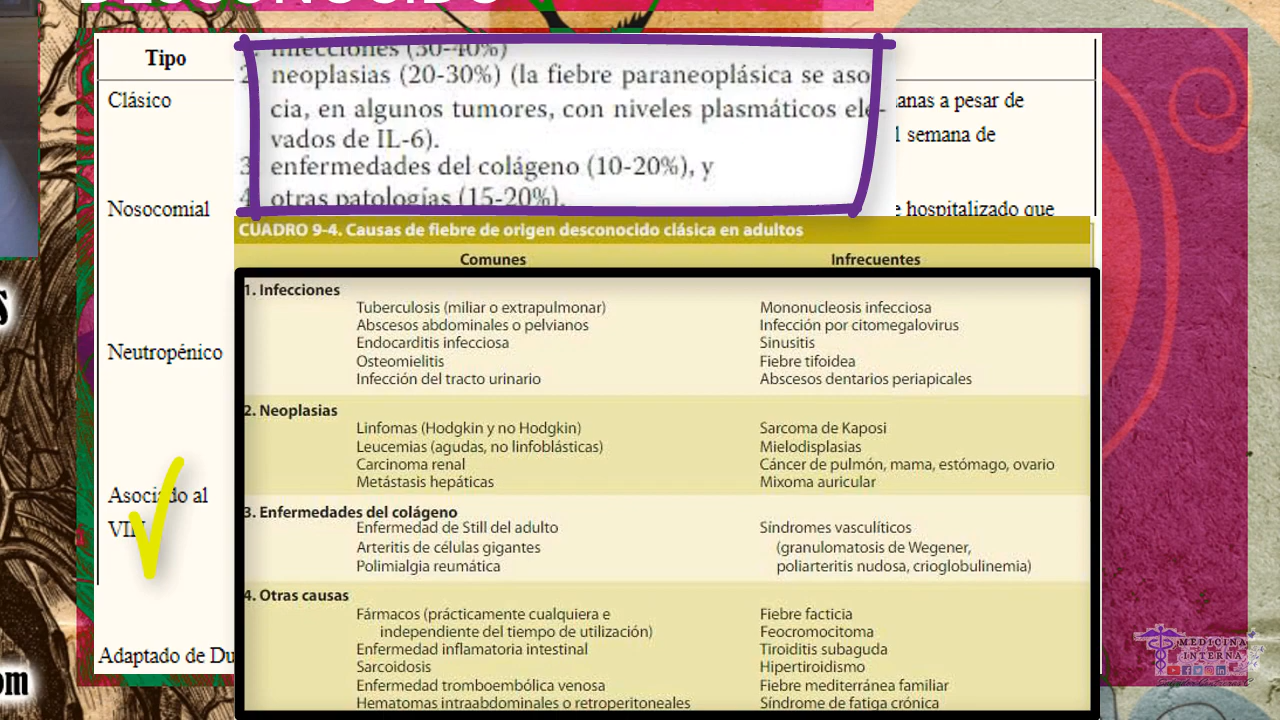 DESCONOCIDO
Tipo
Clásico
Nosocomial
Neutropénico
Asociado al
VIH
Adaptado de Du
infecciones (30-40%)
2. neoplasias (20-30%) (la fiebre paraneoplásica se aso
cia, en algunos tumores, con niveles plasmáticos ele-
vados de IL-6).
3. enfermedades del colágeno (10-20%), y
4. otras patologías (15-20%).
anas a pesar de
1 semana de
e hospitalizado que
CUADRO 9-4. Causas de fiebre de origen desconocido clásica en adultos
Comunes Infrecuentes
1. Infecciones
Tuberculosis (miliar o extrapulmonar) Mononucleosis infecciosa
Abscesos abdominales o pelvianos Infección por citomegalovirus
Endocarditis infecciosa Sinusitis
Osteomielitis Fiebre tifoidea
Infección del tracto urinario Abscesos dentarios periapicales
2. Neoplasias
Linfomas (Hodgkin y no Hodgkin) Sarcoma de Kaposi
Leucemias (agudas, no linfoblásticas) Mielodisplasias
Carcinoma renal Cáncer de pulmón, mama, estómago, ovario
Metástasis hepáticas Mixoma auricular
3. Enfermedades del colágeno
Enfermedad de Still del adulto Síndromes vasculíticos
Arteritis de células gigantes (granulomatosis de Wegener,
Polimialgia reumática poliarteritis nudosa, crioglobulinemia)
4. Otras causas
Fármacos (prácticamente cualquiera e Fiebre facticia
independiente del tiempo de utilización) Feocromocitoma
Enfermedad inflamatoria intestinal Tiroiditis subaguda
Sarcoidosis Hipertiroidismo
Enfermedad tromboembólica venosa Fiebre mediterránea familiar
Hematomas intraabdominales o retroperitoneales Síndrome de fatiga crónica
MEDICINA
INTERNA
s
om